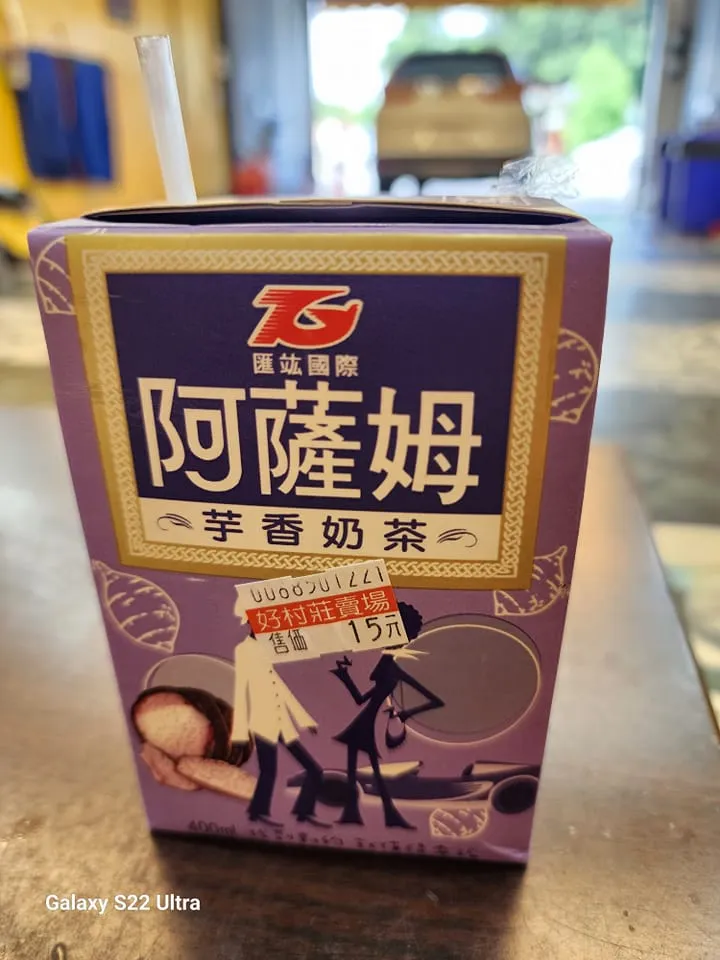 匯竑國際
阿薩姆
芋香奶茶
好村莊賣場
售価 15元
400ml
Galaxy S22 Ultra